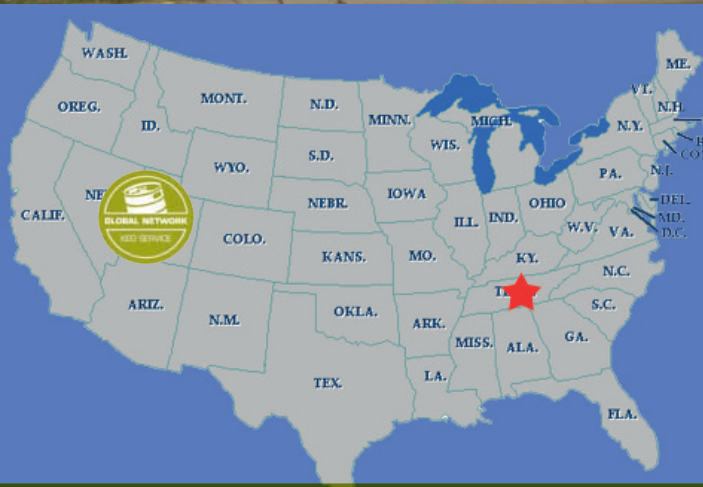 WASH.
ME.
VT.
N.H.
MONT.
N.D.
OREG.
MINN.
MICH.
ID.
N.Y.
WIS.
S.D.
WYO.
PA.
N.J.
NEBR.
IOWA
OHIO
DEL.
CALIF.
GLOBAL NETWORK
KEG SERVICE
ILL.
IND.
MD.
W.V.
VA.
D.C.
COLO.
KANS.
MO.
KY.
N.C.
ARIZ.
N.M.
OKLA.
ARK.
S.C.
MISS.
ALA.
GA.
TEX.
LA.
FLA.